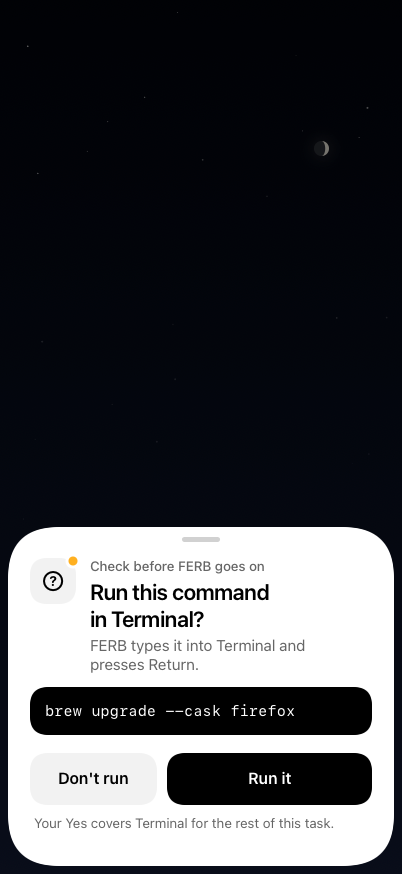 Check before FERB goes on
Run this command
in Terminal?
FERB types it into Terminal and
presses Return.
brew upgrade --cask firefox
Don't run
Run it
Your Yes covers Terminal for the rest of this task.